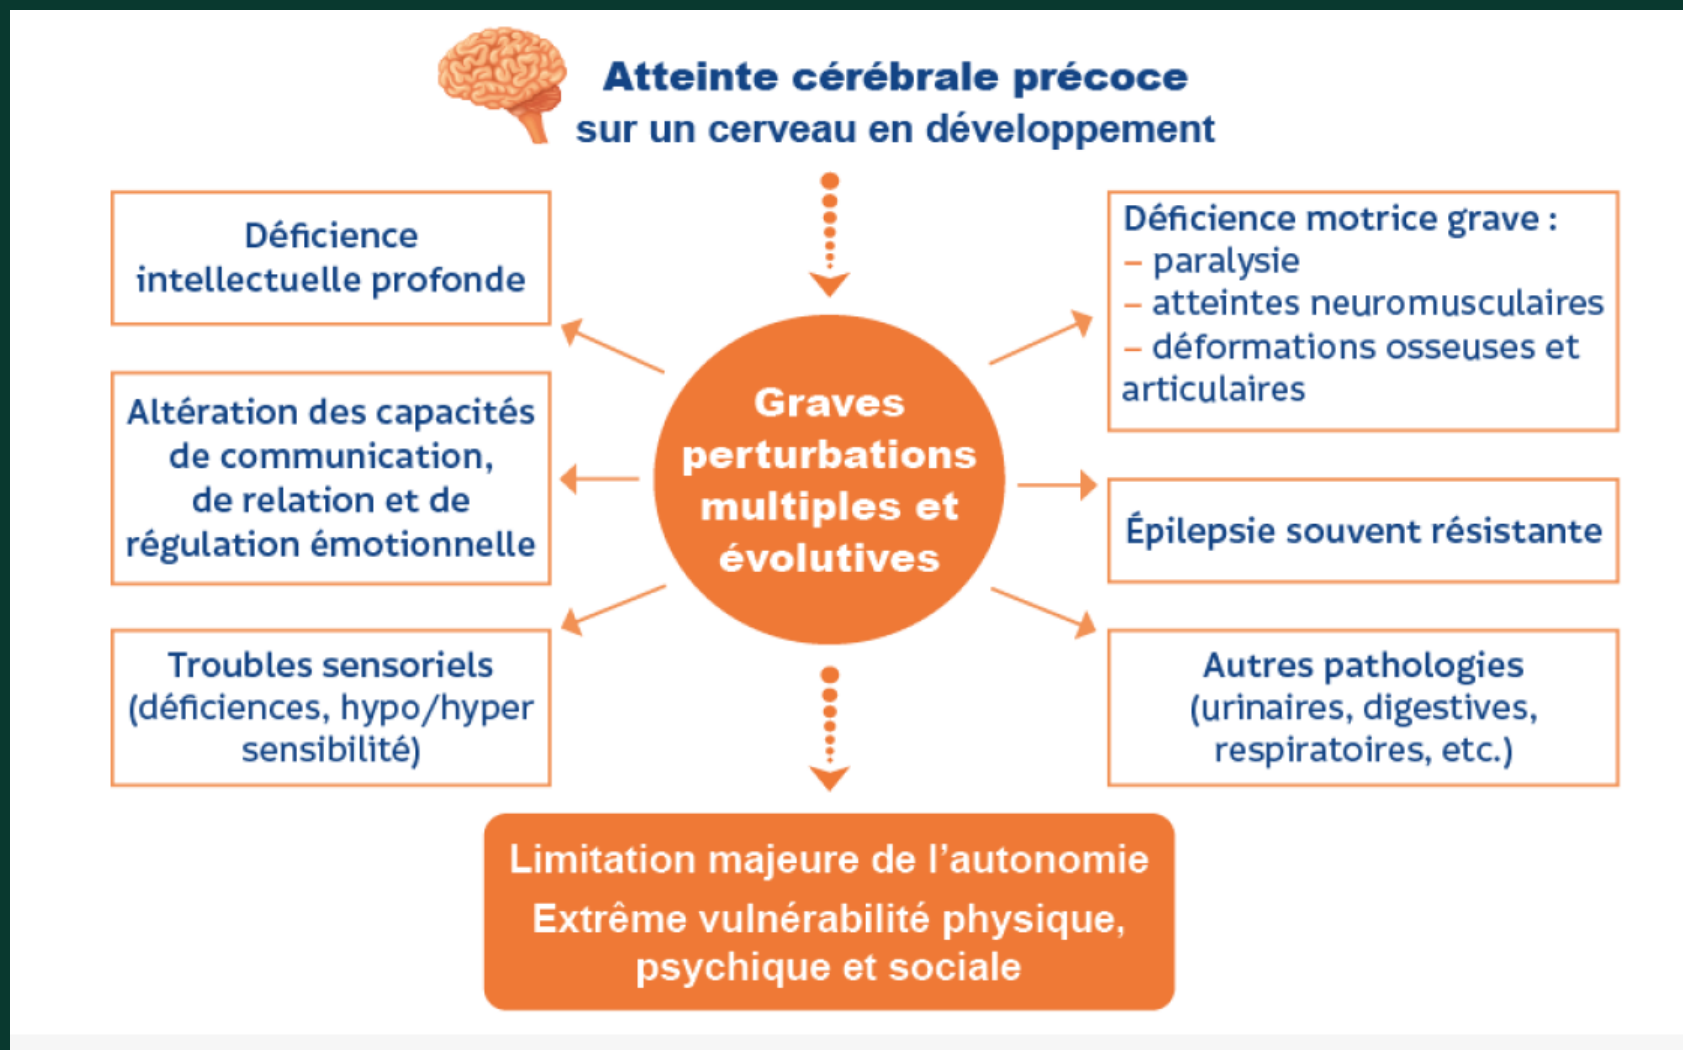 Atteinte cérébrale précoce
sur un cerveau en développement
Déficience
intellectuelle profonde
Altération des capacités
de communication,
de relation et de
régulation émotionnelle
Troubles sensoriels
(déficiences, hypo/hyper
sensibilité)
Graves
perturbations
multiples et
évolutives
Déficience motrice grave :
– paralysie
– atteintes neuromusculaires
– déformations osseuses et
articulaires
Épilepsie souvent résistante
Autres pathologies
(urinaires, digestives,
respiratoires, etc.)
Limitation majeure de l’autonomie
Extrême vulnérabilité physique,
psychique et sociale